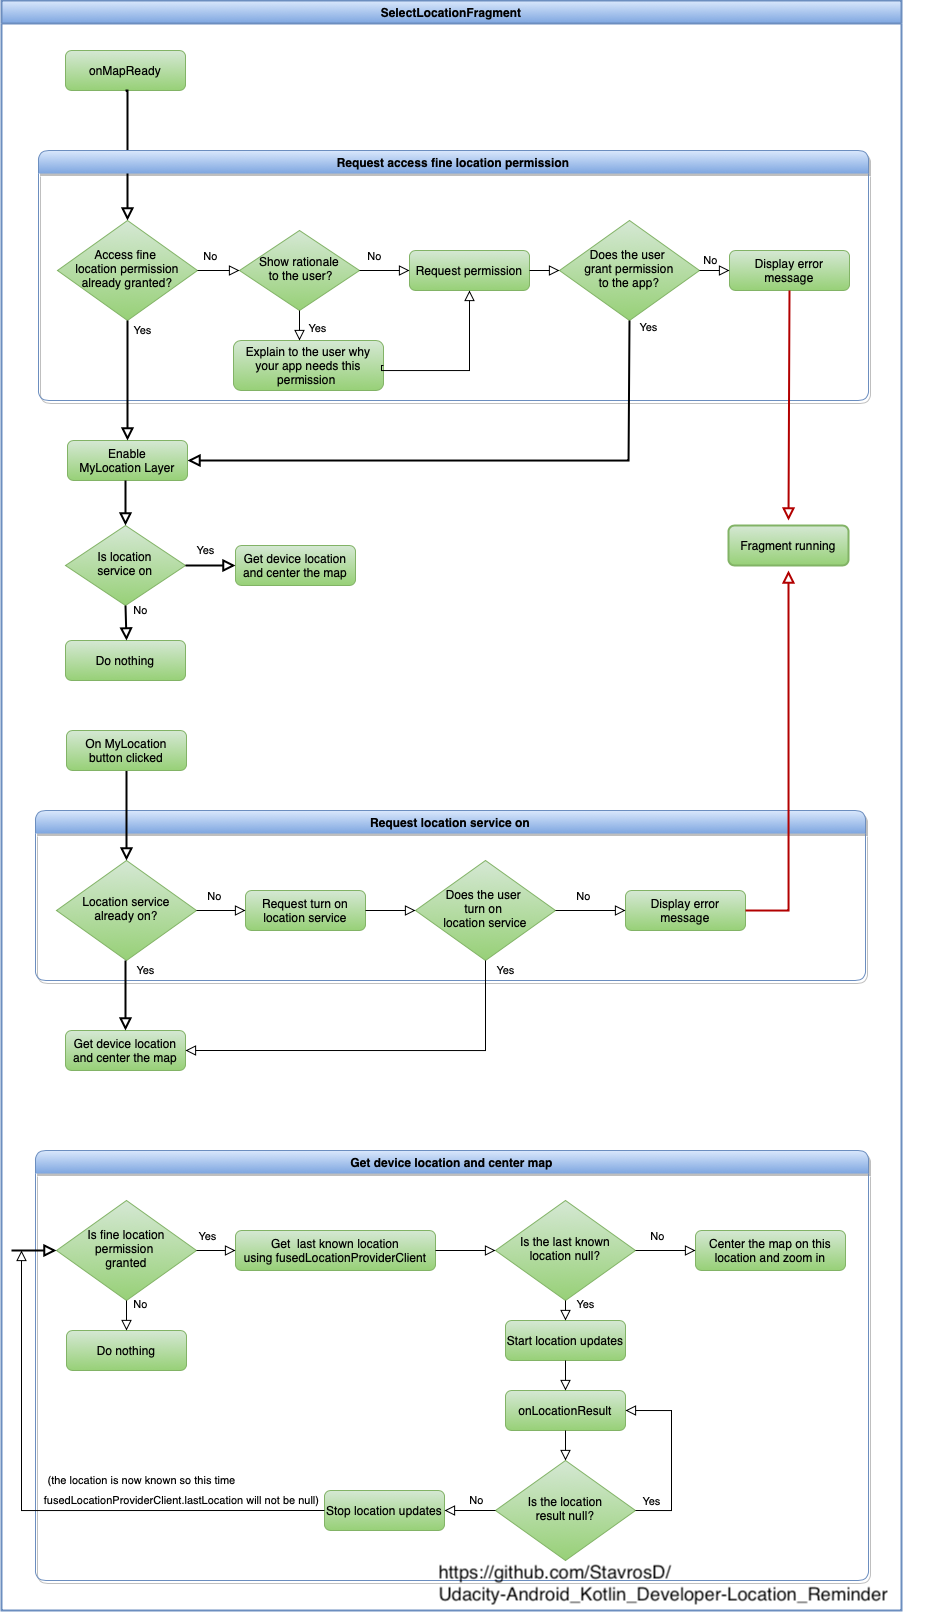 SelectLocationFragment
onMapReady
Request access fine location permission
Access fine
location permission
already granted?
No
Show rationale
to the user?
No
Request permission
Does the user
grant permission
to the app?
No
Display error
message
Yes
Yes
Yes
Explain to the user why
your app needs this
permission
Enable
MyLocation Layer
Is location
service on
Yes
Get device location
and center the map
Fragment running
No
Do nothing
On MyLocation
button clicked
Request location service on
Location service
already on?
No
Request turn on
location service
Does the user
turn on
location service
No
Display error
message
Yes
Yes
Get device location
and center the map
Get device location and center map
Is fine location
permission
granted
Yes
Get last known location
using fusedLocationProviderClient
Is the last known
location null?
No
Center the map on this
location and zoom in
No
Do nothing
Yes
Start location updates
onLocationResult
Is the location
result null?
Yes
No
Stop location updates
(the location is now known so this time
fusedLocationProviderClient.lastLocation will not be null)
https://github.com/StavrosD/
Udacity-Android_Kotlin_Developer-Location_Reminder